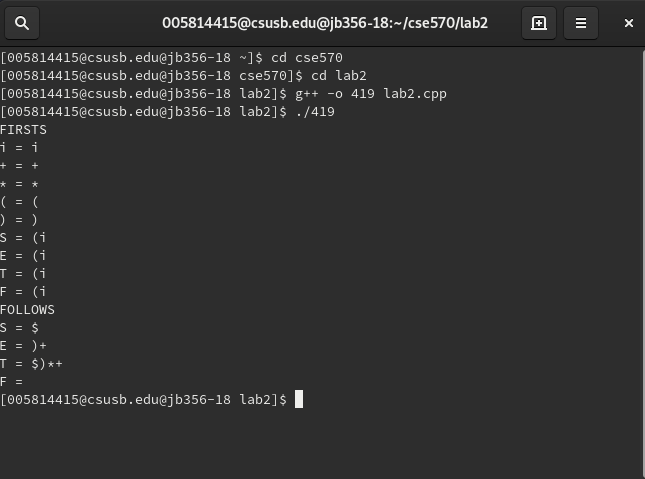 005814415@csusb.edu@jb356-18:~/cse570/lab2
[005814415@csusb.edu@jb356-18 ~]$ cd cse570
[005814415@csusb.edu@jb356-18 cse570]$ cd lab2
[005814415@csusb.edu@jb356-18 lab2]$ g++ -o 419 lab2.cpp
[005814415@csusb.edu@jb356-18 lab2]$ ./419
FIRSTS
i = i
+ = +
* = *
( = (
) = )
S = (i
E = (i
T = (i
F = (i
FOLLOWS
S = $
E = )+
T = $)*+
F =
[005814415@csusb.edu@jb356-18 lab2]$